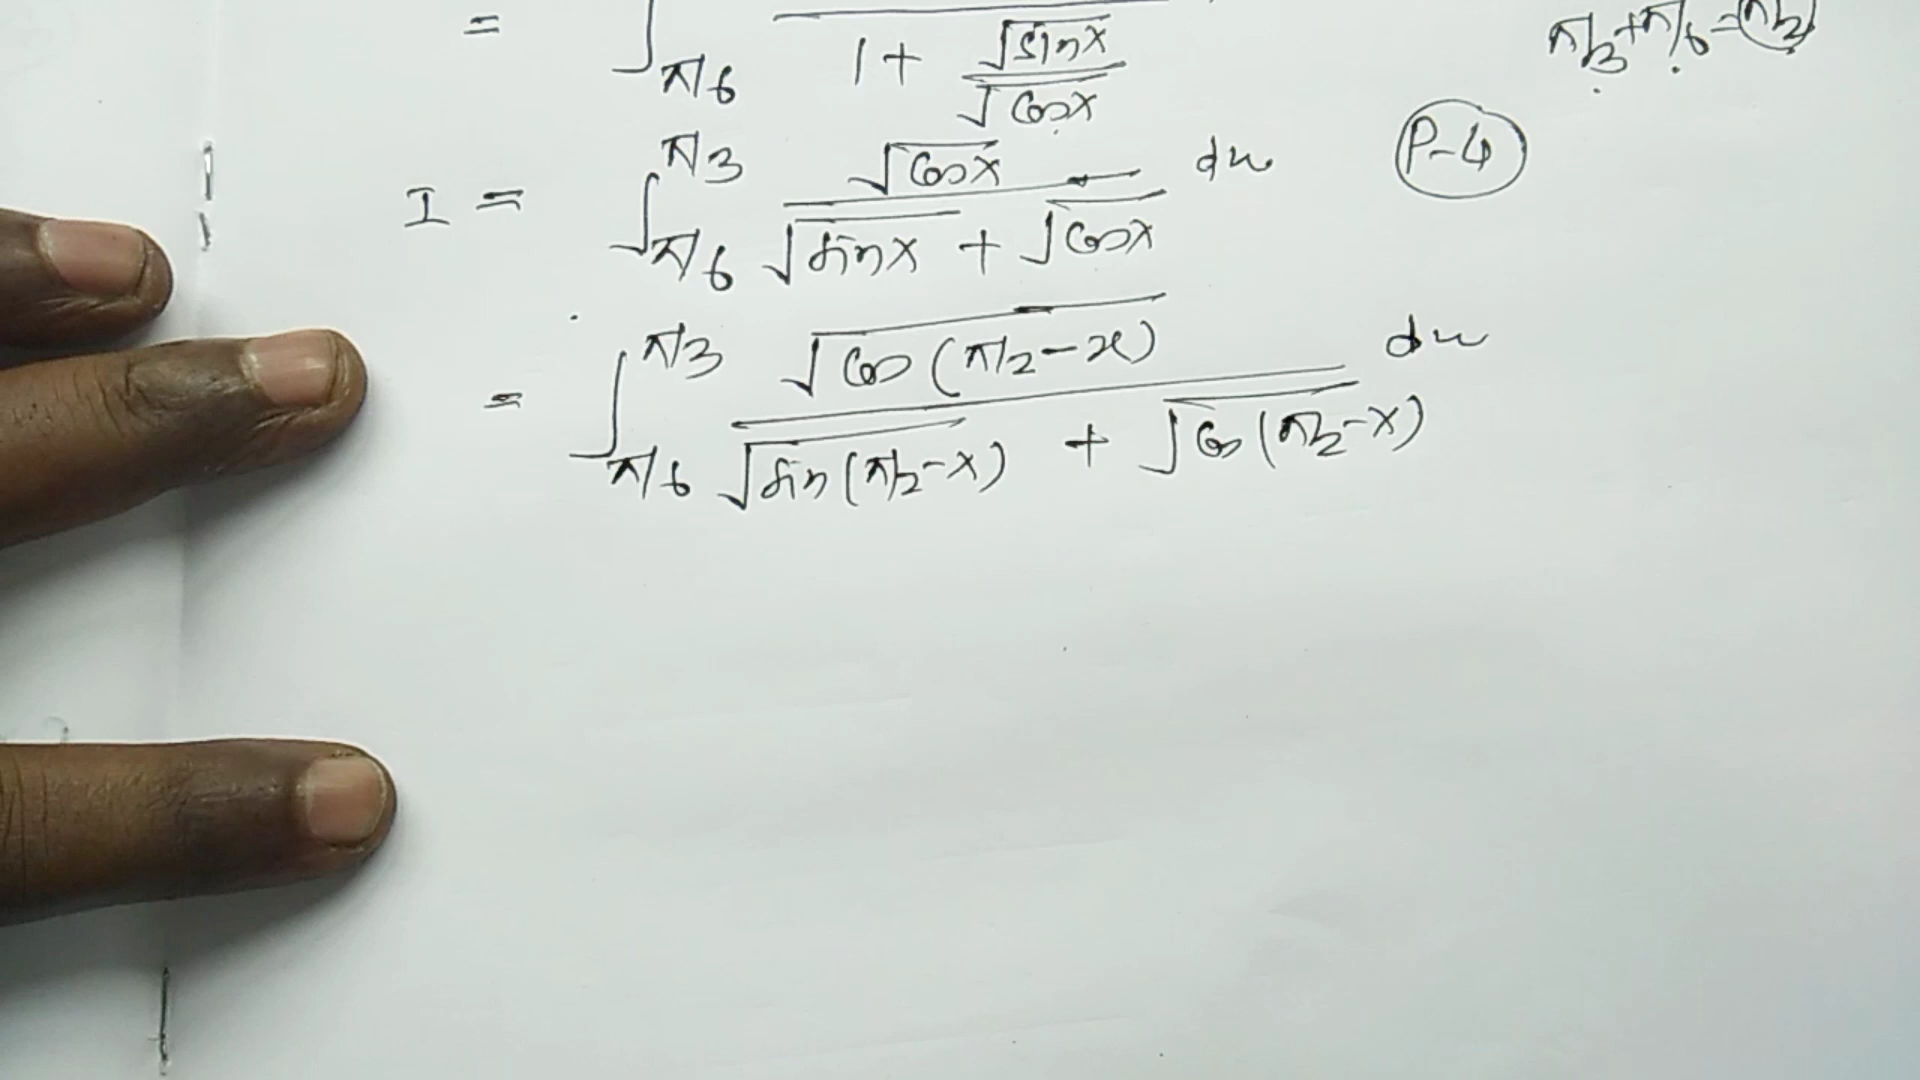 = ∫_{π/6} 1 + √sinx / √cosx
π/3 + π/6 = π/2
I = ∫_{π/6}^{π/3} √cosx / (√sinx + √cosx) dx
P-4
= ∫_{π/6}^{π/3} √cos(π/2-x) / (√sin(π/2-x) + √cos(π/2-x)) dx